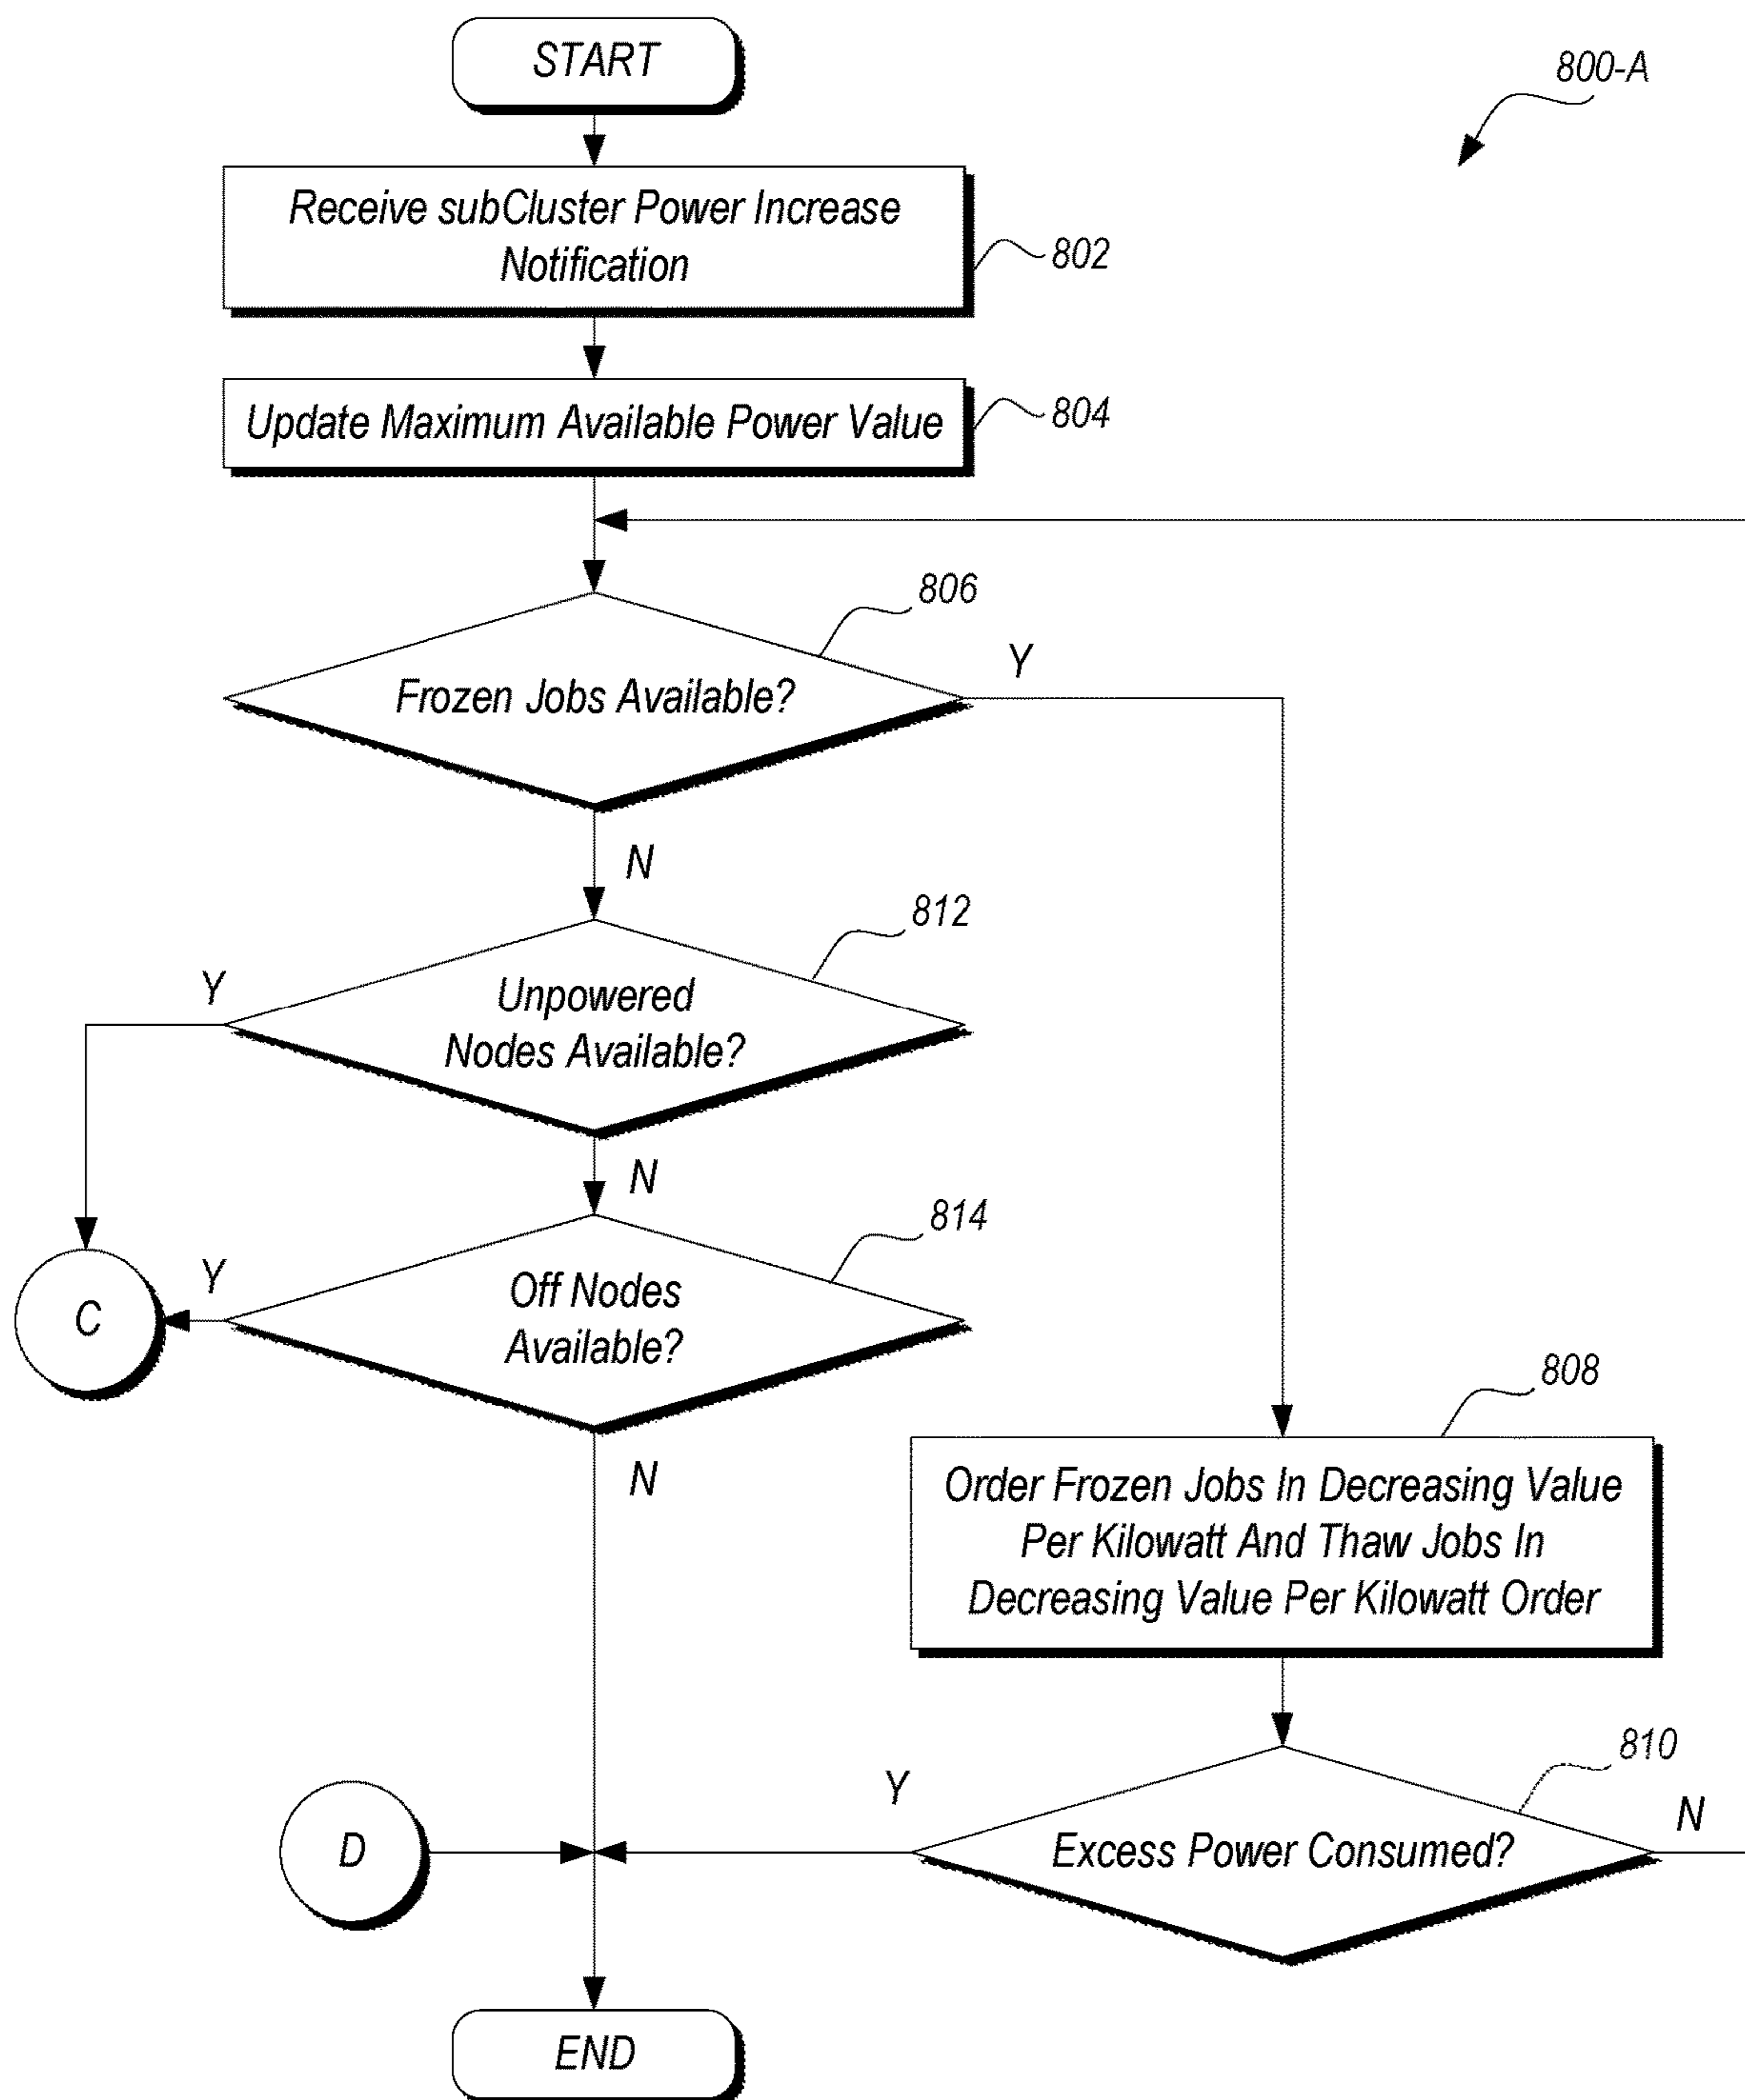 START
800-A
Receive subCluster Power Increase
Notification
802
Update Maximum Available Power Value
804
806
Frozen Jobs Available?
Y
N
812
Y
Unpowered
Nodes Available?
N
814
Y
C
Off Nodes
Available?
N
808
Order Frozen Jobs In Decreasing Value
Per Kilowatt And Thaw Jobs In
Decreasing Value Per Kilowatt Order
810
Y
N
D
Excess Power Consumed?
END